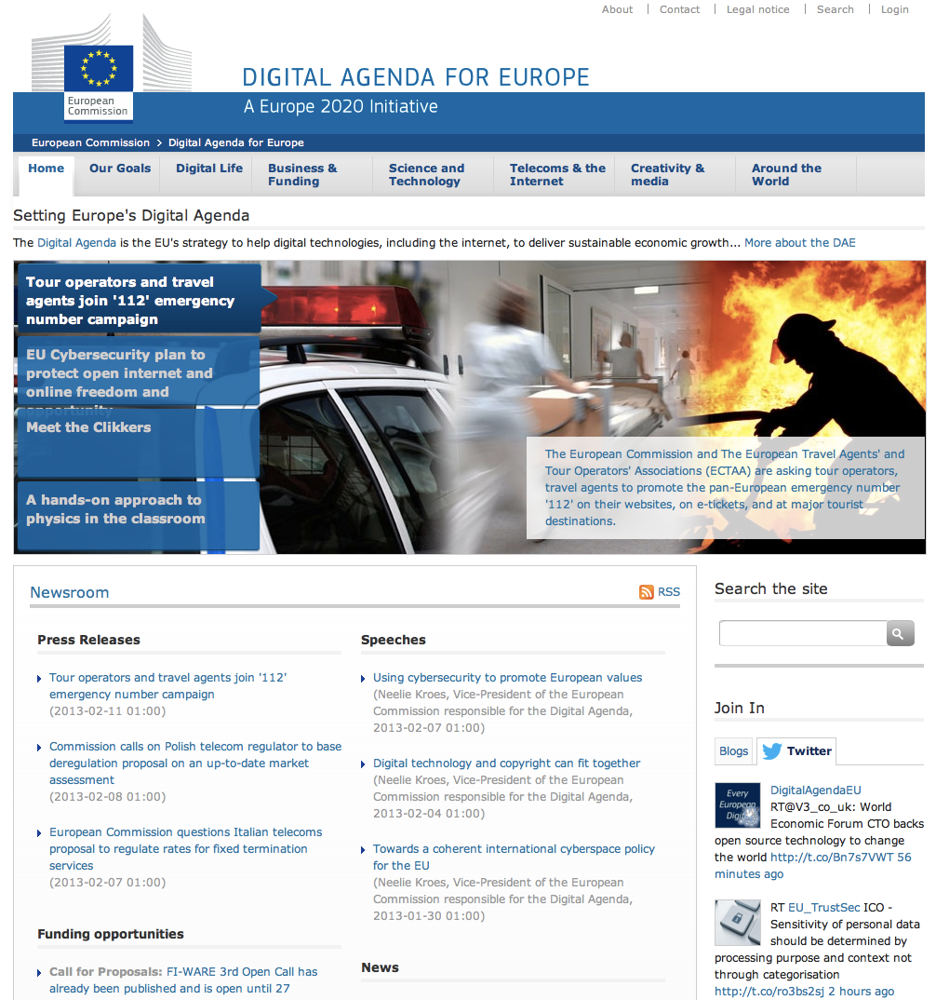 About | Contact | Legal notice | Search | Login
European
Commission
DIGITAL AGENDA FOR EUROPE
A Europe 2020 Initiative
European Commission > Digital Agenda for Europe
Home
Our Goals
Digital Life
Business &
Funding
Science and
Technology
Telecoms & the
Internet
Creativity &
media
Around the
World
Setting Europe's Digital Agenda
The Digital Agenda is the EU's strategy to help digital technologies, including the internet, to deliver sustainable economic growth... More about the DAE
Tour operators and travel
agents join '112' emergency
number campaign
EU Cybersecurity plan to
protect open internet and
online freedom and
opportunity
Meet the Clikkers
A hands-on approach to
physics in the classroom
The European Commission and The European Travel Agents' and
Tour Operators' Associations (ECTAA) are asking tour operators,
travel agents to promote the pan-European emergency number
'112' on their websites, on e-tickets, and at major tourist
destinations.
Newsroom
RSS
Press Releases
Tour operators and travel agents join '112'
emergency number campaign
(2013-02-11 01:00)
Commission calls on Polish telecom regulator to base
deregulation proposal on an up-to-date market
assessment
(2013-02-08 01:00)
European Commission questions Italian telecoms
proposal to regulate rates for fixed termination
services
(2013-02-07 01:00)
Funding opportunities
Call for Proposals: FI-WARE 3rd Open Call has
already been published and is open until 27
Speeches
Using cybersecurity to promote European values
(Neelie Kroes, Vice-President of the European
Commission responsible for the Digital Agenda,
2013-02-07 01:00)
Digital technology and copyright can fit together
(Neelie Kroes, Vice-President of the European
Commission responsible for the Digital Agenda,
2013-02-04 01:00)
Towards a coherent international cyberspace policy
for the EU
(Neelie Kroes, Vice-President of the European
Commission responsible for the Digital Agenda,
2013-01-30 01:00)
News
Search the site
Join In
Blogs
Twitter
Every
European
Digital
DigitalAgendaEU
RT@V3_co_uk: World
Economic Forum CTO backs
open source technology to change
the world http://t.co/Bn7s7VWT 56
minutes ago
RT EU_TrustSec ICO -
Sensitivity of personal data
should be determined by
processing purpose and context not
through categorisation
http://t.co/ro3bs2sj 2 hours ago